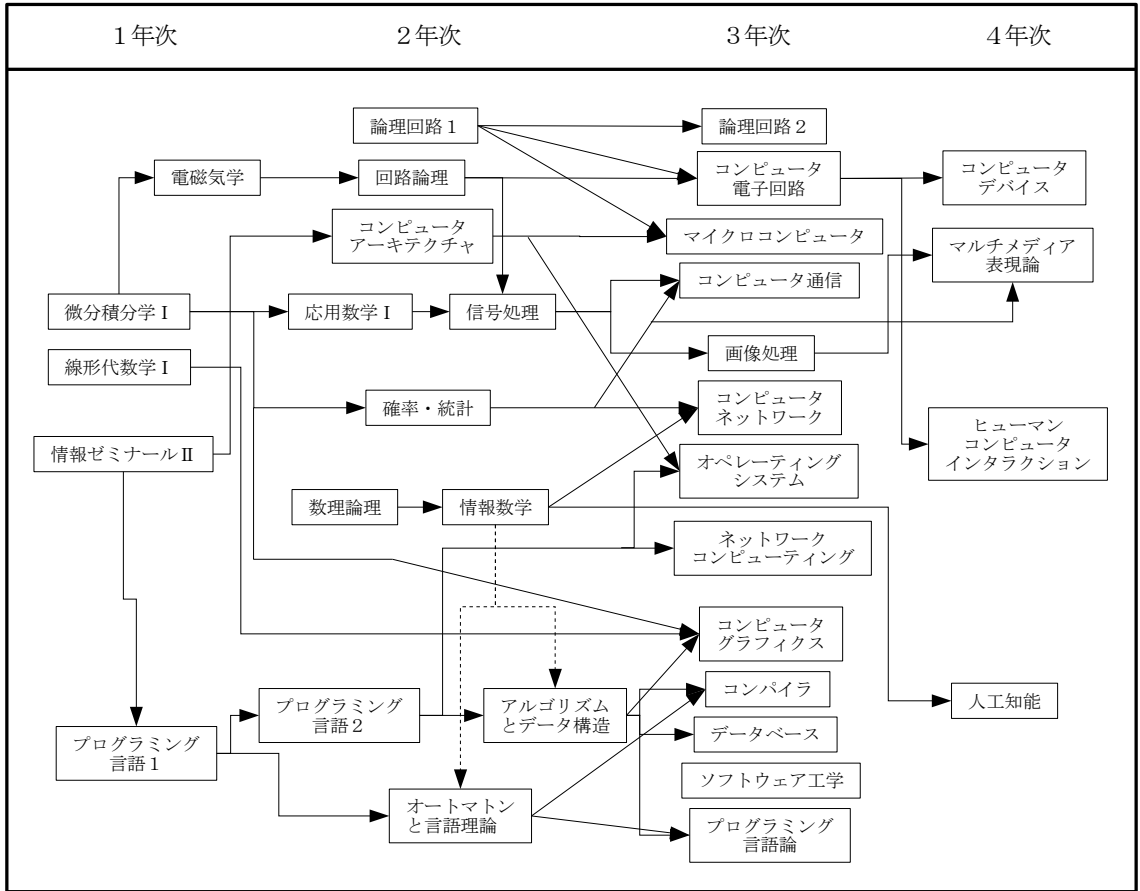 1年次
2年次
3年次
4年次
論理回路1
論理回路2
電磁気学
回路論理
コンピュータ
電子回路
コンピュータ
デバイス
コンピュータ
アーキテクチャ
マイクロコンピュータ
マルチメディア
表現論
コンピュータ通信
微分積分学Ⅰ
応用数学Ⅰ
信号処理
画像処理
線形代数学Ⅰ
確率・統計
コンピュータ
ネットワーク
ヒューマン
コンピュータ
インタラクション
情報ゼミナールⅡ
オペレーティング
システム
数理論理
情報数学
ネットワーク
コンピューティング
コンピュータ
グラフィクス
プログラミング
言語2
アルゴリズム
とデータ構造
コンパイラ
人工知能
プログラミング
言語1
データベース
ソフトウェア工学
オートマトン
と言語理論
プログラミング
言語論